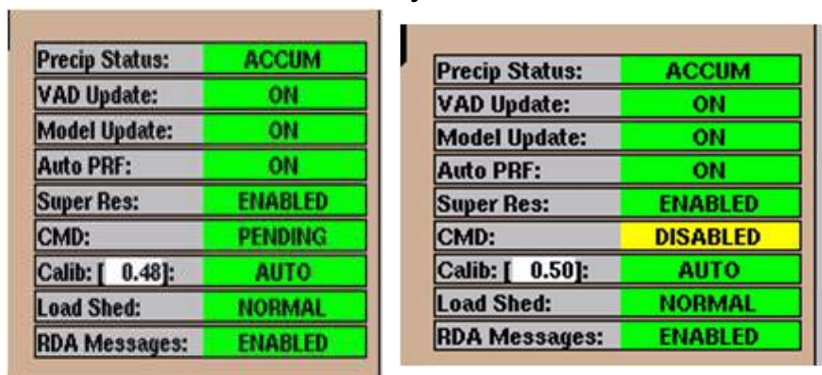 Precip Status: ACCUM
VAD Update: ON
Model Update: ON
Auto PRF: ON
Super Res: ENABLED
CMD: PENDING
Calib: [ 0.48]: AUTO
Load Shed: NORMAL
RDA Messages: ENABLED
Precip Status: ACCUM
VAD Update: ON
Model Update: ON
Auto PRF: ON
Super Res: ENABLED
CMD: DISABLED
Calib: [ 0.50]: AUTO
Load Shed: NORMAL
RDA Messages: ENABLED